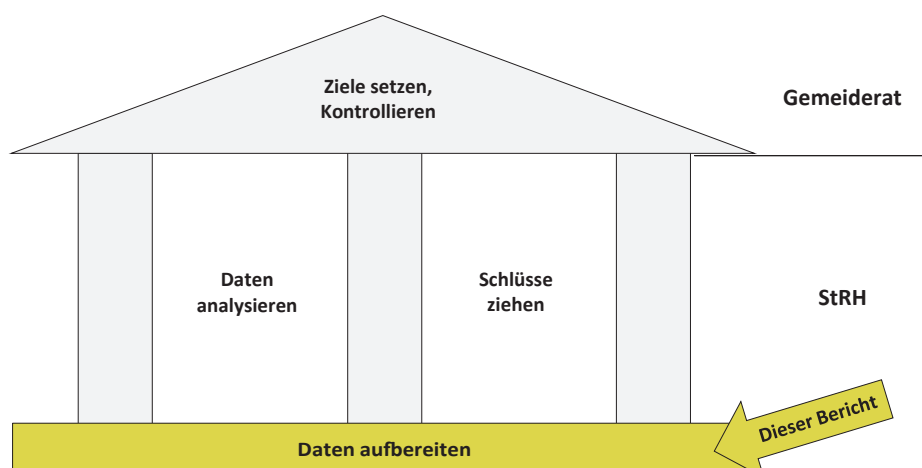 Ziele setzen,
Kontrollieren
Gemeiderat
Daten
analysieren
Schlüsse
ziehen
StRH
Dieser Bericht
Daten aufbereiten